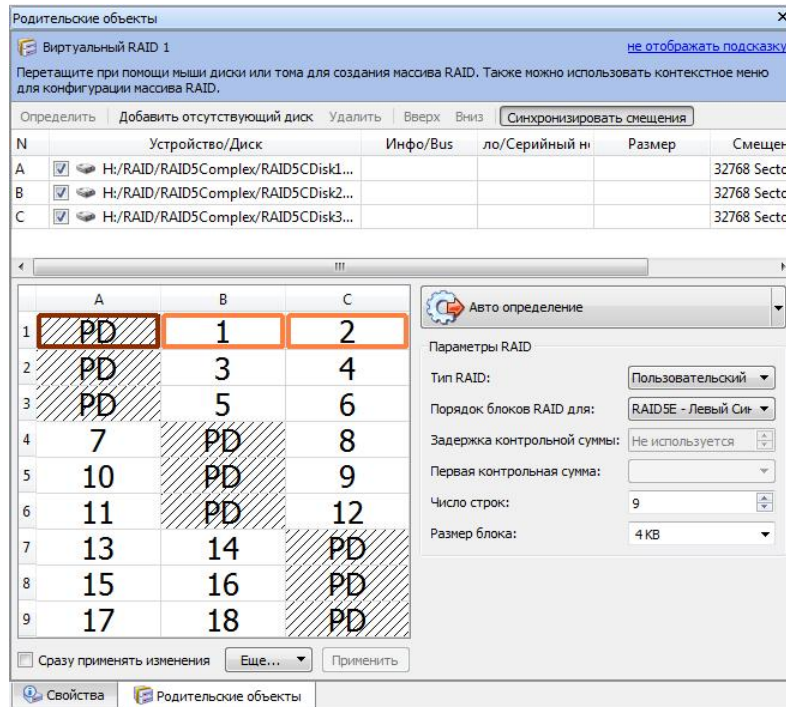 Родительские объекты
Виртуальный RAID 1 не отображать подсказку
Перетащите при помощи мыши диски или тома для создания массива RAID. Также можно использовать контекстное меню
для конфигурации массива RAID.
Определить Добавить отсутствующий диск Удалить Вверх Вниз Синхронизировать смещения
N Устройство/Диск Инфо/Bus ло/Серийный н Размер Смещен
A H:/RAID/RAID5Complex/RAID5CDisk1... 32768 Secto
B H:/RAID/RAID5Complex/RAID5CDisk2... 32768 Secto
C H:/RAID/RAID5Complex/RAID5CDisk3... 32768 Secto
A B C
1 PD 1 2
2 PD 3 4
3 PD 5 6
4 7 PD 8
5 10 PD 9
6 11 PD 12
7 13 14 PD
8 15 16 PD
9 17 18 PD
Авто определение
Параметры RAID
Тип RAID: Пользовательский
Порядок блоков RAID для: RAID5E - Левый Син
Задержка контрольной суммы: Не используется
Первая контрольная сумма:
Число строк: 9
Размер блока: 4 KB
Сразу применять изменения Еще... Применить
Свойства Родительские объекты